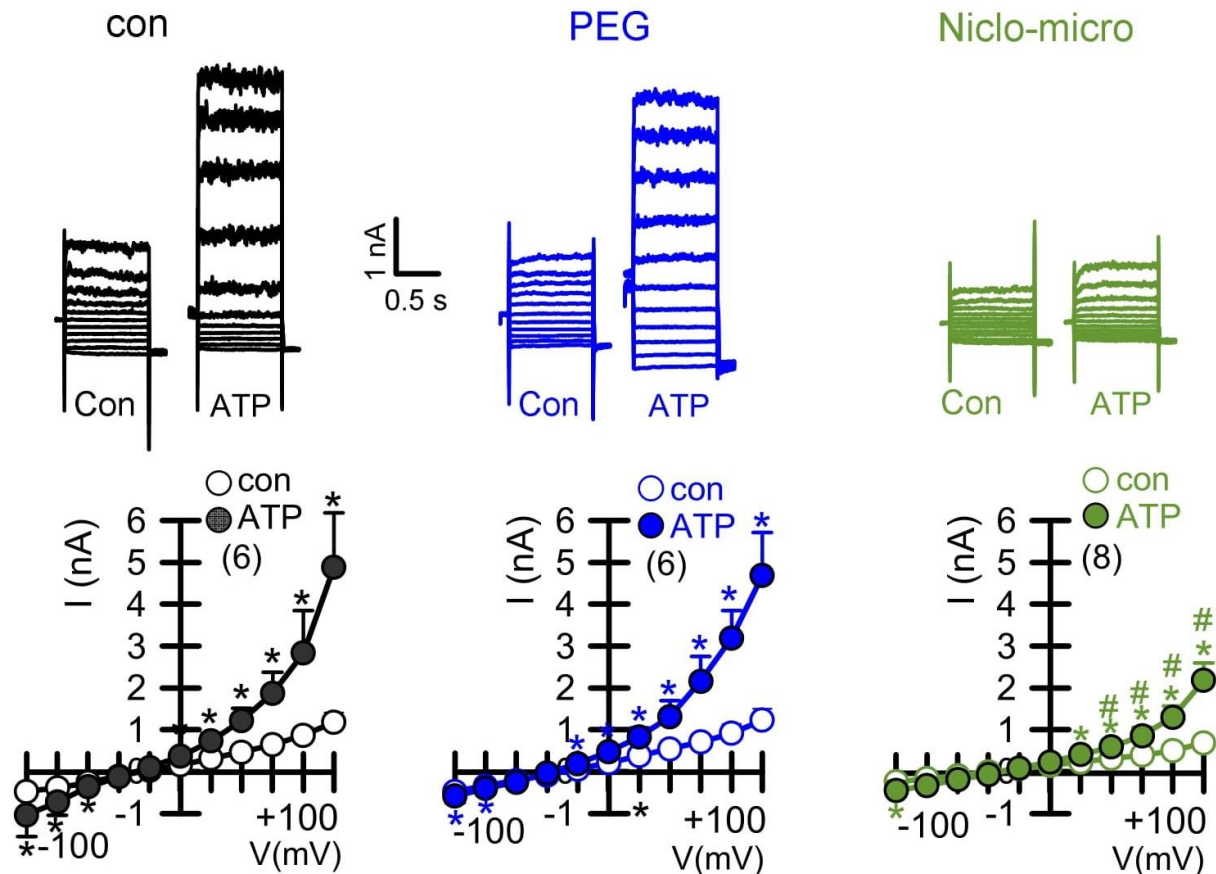 con PEG Niclo-micro
1 nA
0.5 s
Con ATP Con ATP Con ATP
con con con
ATP ATP ATP
(6) (6) (8)
I (nA) I (nA) I (nA)
6 6 6
5 5 5
4 4 4
3 3 3
2 2 2
1 1 1
-1 -1 -1
-100 +100 -100 +100 -100 +100
V(mV) V(mV) V(mV)
* * * * * * * * *
* * * * * * * * *
# # # #
* * * * * *